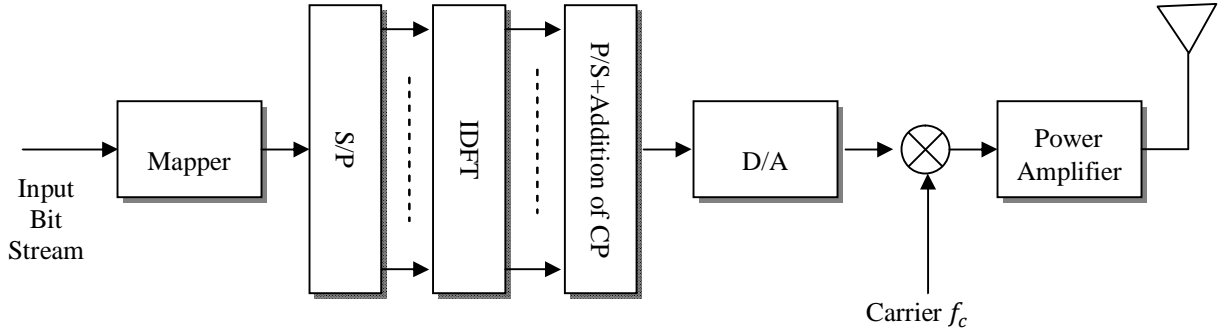 Input
Bit
Stream
Mapper
S/P
IDFT
P/S+Addition of CP
D/A
Carrier f_c
Power
Amplifier